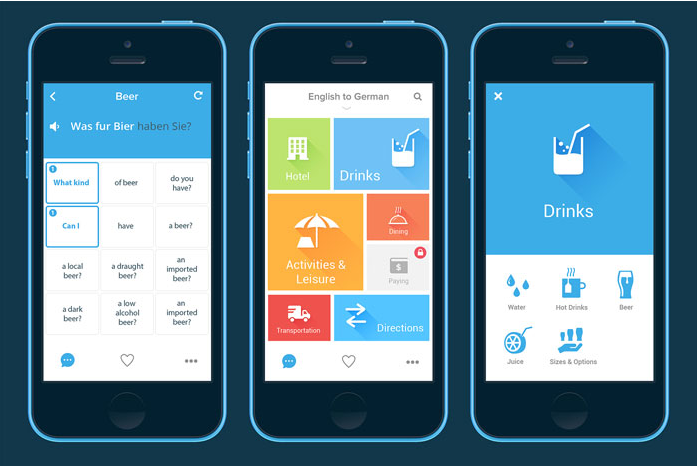 Beer
Was fur Bier haben Sie?
1
What kind
of beer
do you
have?
1
Can I
have
a beer?
a local
beer?
a draught
beer?
an
imported
beer?
a dark
beer?
a low
alcohol
beer?
an
imported
beer?
English to German
Hotel
Drinks
Activities &
Leisure
Dining
$
Paying
Transportation
Directions
Drinks
Water
Hot Drinks
Beer
Juice
Sizes & Options